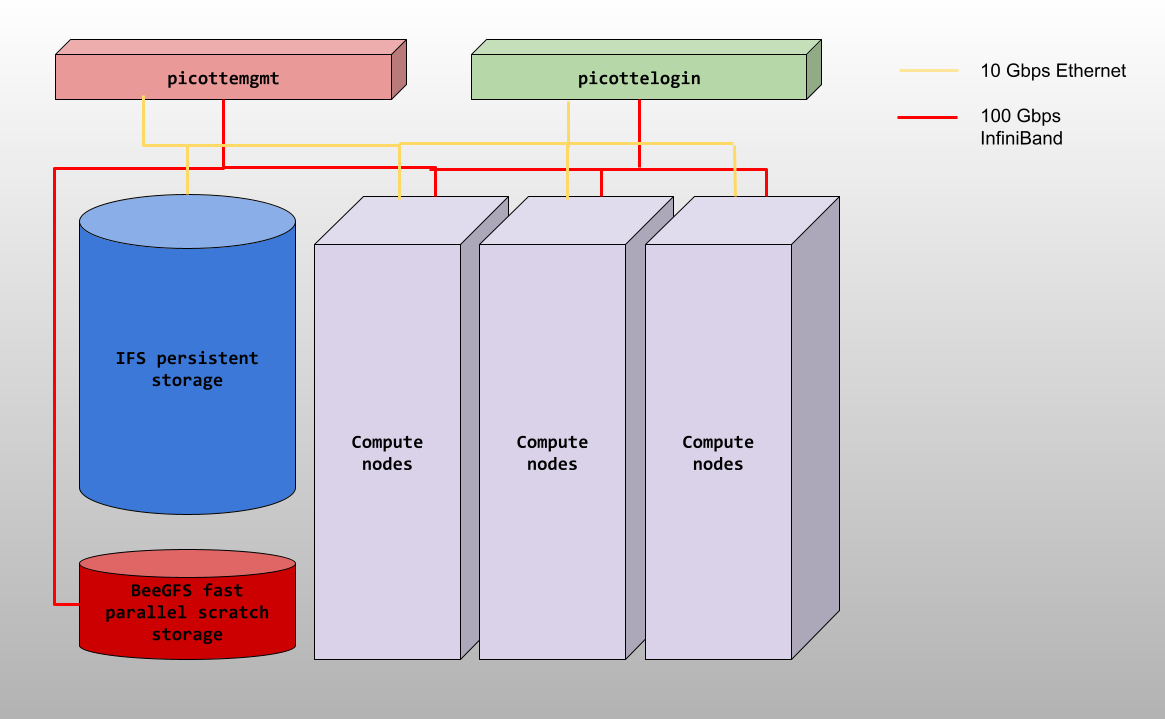 picottemgmt
picottelogin
10 Gbps Ethernet
100 Gbps
InfiniBand
IFS persistent
storage
Compute
nodes
Compute
nodes
Compute
nodes
BeeGFS fast
parallel scratch
storage